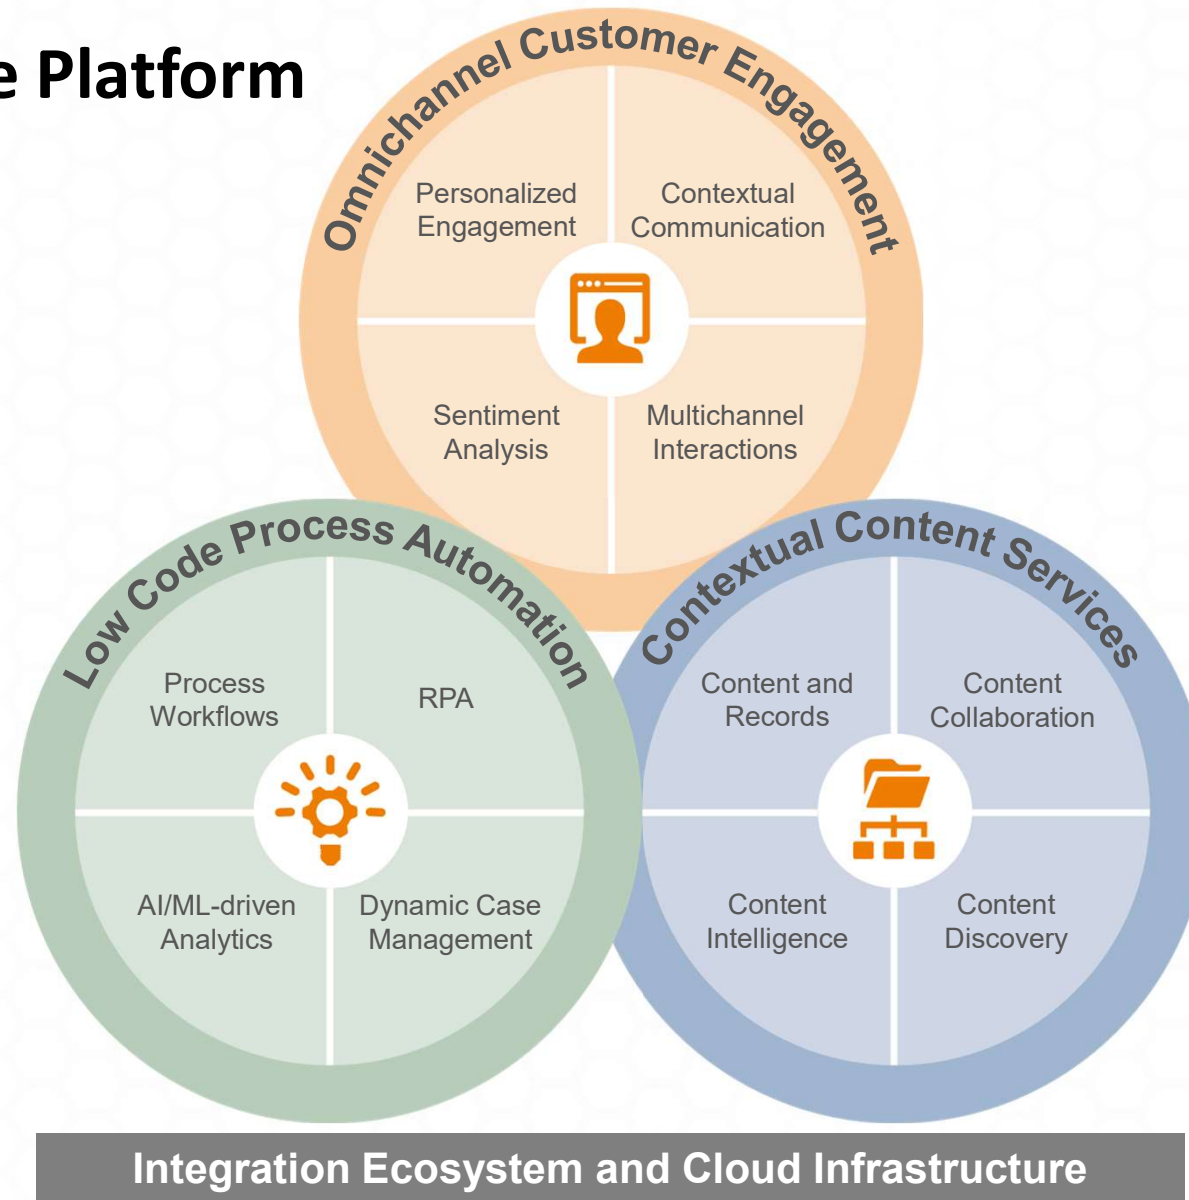 e Platform
Omnichannel Customer Engagement
Personalized
Engagement
Contextual
Communication
Sentiment
Analysis
Multichannel
Interactions
Low Code Process Automation
Process
Workflows
RPA
AI/ML-driven
Analytics
Dynamic Case
Management
Contextual Content Services
Content and
Records
Content
Collaboration
Content
Intelligence
Content
Discovery
Integration Ecosystem and Cloud Infrastructure